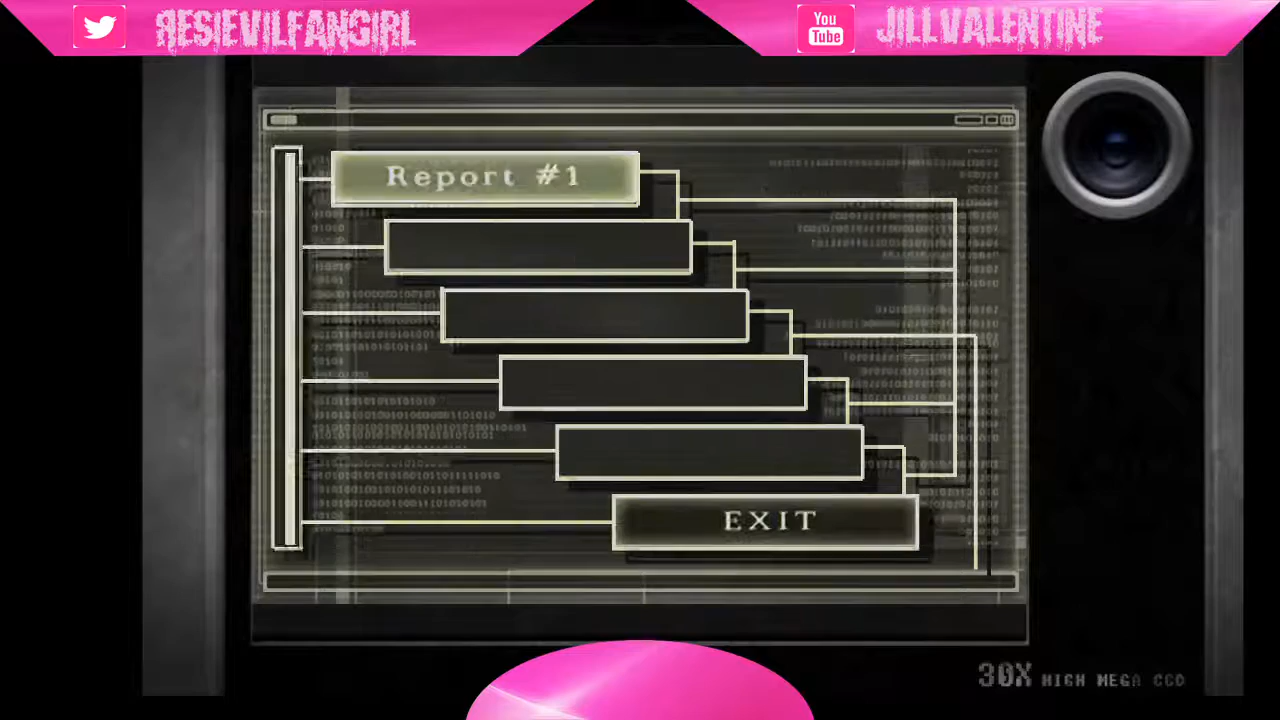 RESIEVILFANGIRL
You
Tube
JILLVALENTINE
Report #1
EXIT
30X HIGH MEGA CCD